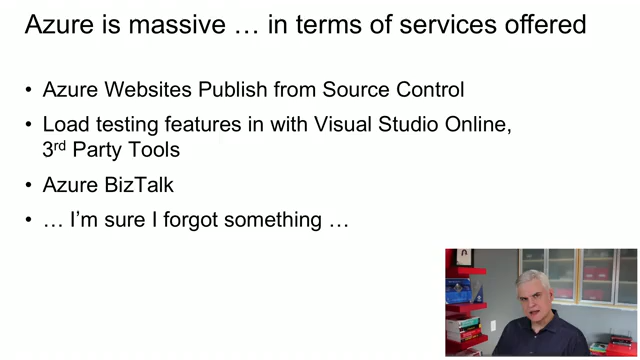 Azure is massive … in terms of services offered
• Azure Websites Publish from Source Control
• Load testing features in with Visual Studio Online,
3rd Party Tools
• Azure BizTalk
• … I'm sure I forgot something …